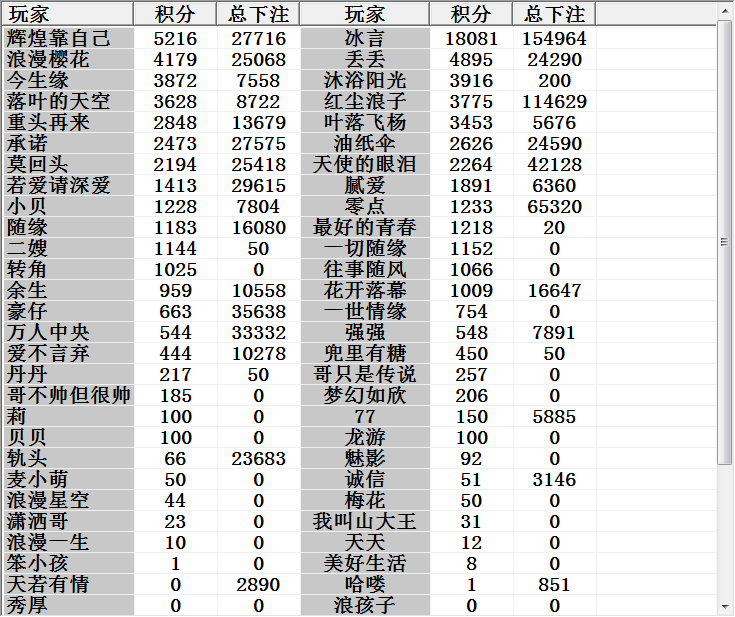 玩家 积分 总下注 玩家 积分 总下注
辉煌靠自己 5216 27716 冰言 18081 154964
浪漫樱花 4179 25068 丢丢 4895 24290
今生缘 3872 7558 沐浴阳光 3916 200
落叶的天空 3628 8722 红尘浪子 3775 114629
重头再来 2848 13679 叶落飞杨 3453 5676
承诺 2473 27575 油纸伞 2626 24590
莫回头 2194 25418 天使的眼泪 2264 42128
若爱请深爱 1413 29615 腻爱 1891 6360
小贝 1228 7804 零点 1233 65320
随缘 1183 16080 最好的青春 1218 20
二嫂 1144 50 一切随缘 1152 0
转角 1025 0 往事随风 1066 0
余生 959 10558 花开落幕 1009 16647
豪仔 663 35638 一世情缘 754 0
万人中央 544 33332 强强 548 7891
爱不言弃 444 10278 兜里有糖 450 50
丹丹 217 50 哥只是传说 257 0
哥不帅但很帅 185 0 梦幻如欣 206 0
莉 100 0 77 150 5885
贝贝 100 0 龙游 100 0
轨头 66 23683 魅影 92 0
麦小萌 50 0 诚信 51 3146
浪漫星空 44 0 梅花 50 0
潇洒哥 23 0 我叫山大王 31 0
浪漫一生 10 0 天天 12 0
笨小孩 1 0 美好生活 8 0
天若有情 0 2890 哈喽 1 851
秀厚 0 0 浪孩子 0 0